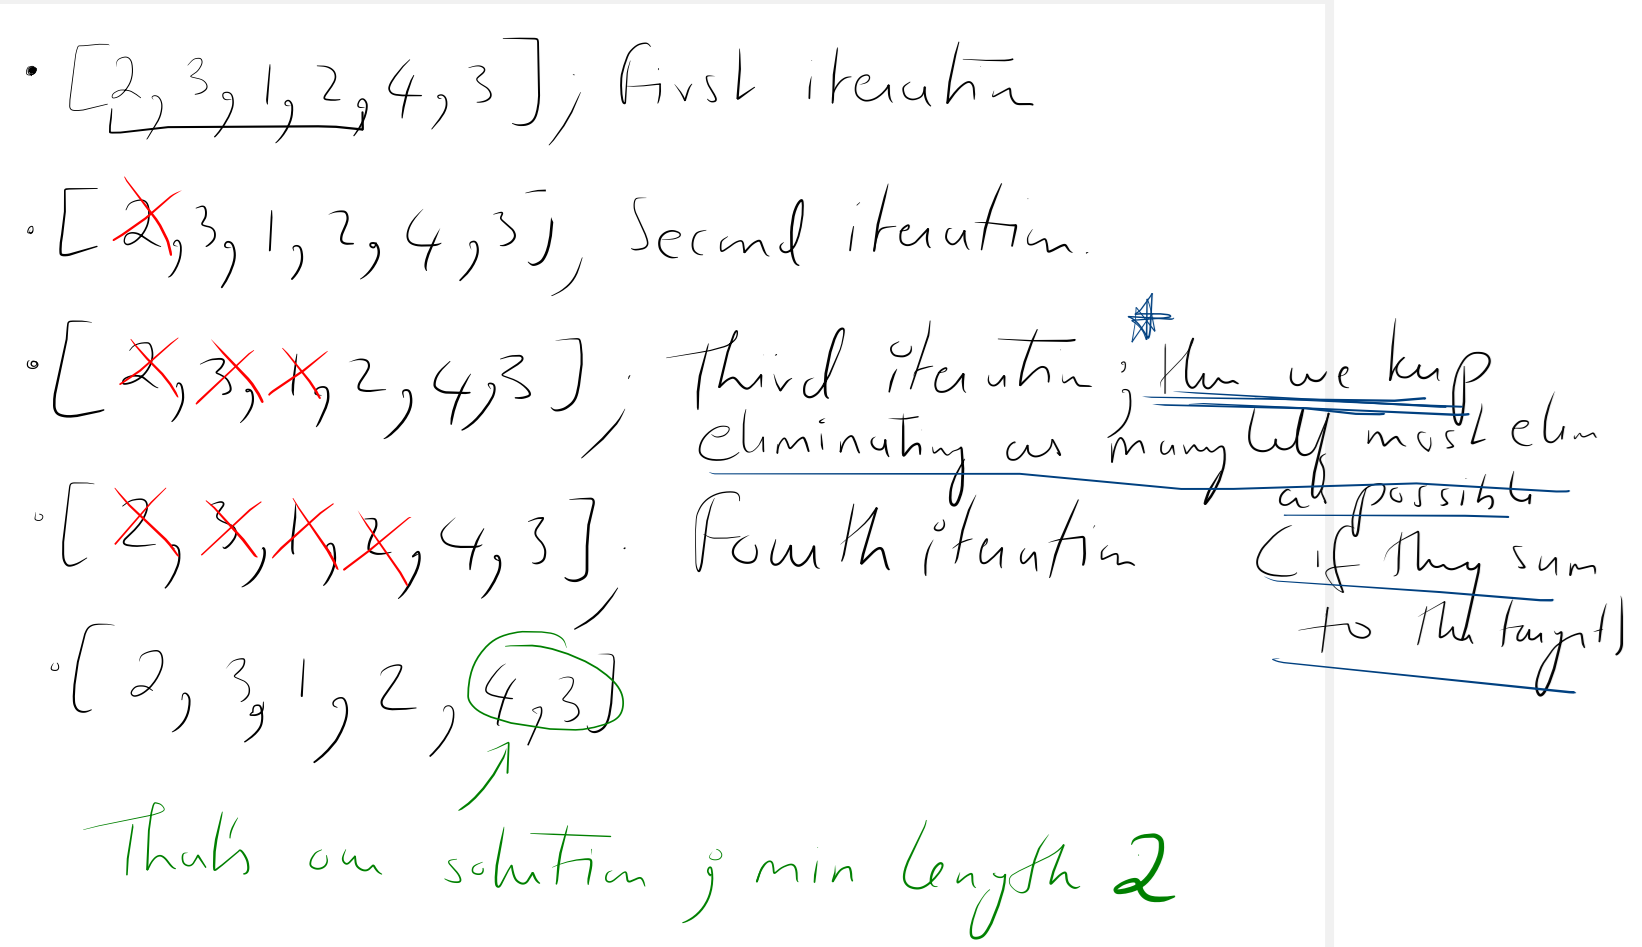 • [2, 3, 1, 2, 4, 3]; first iteration
• [2, 3, 1, 2, 4, 3], Second iteration.
• [2, 3, 1, 2, 4, 3]; Third iteration; * then we keep
eliminating as many left most elem
as possible
• [2, 3, 1, 2, 4, 3]; Fourth iteration (if they sum
to the target)
• [2, 3, 1, 2, 4, 3]
That's our solution; min length 2